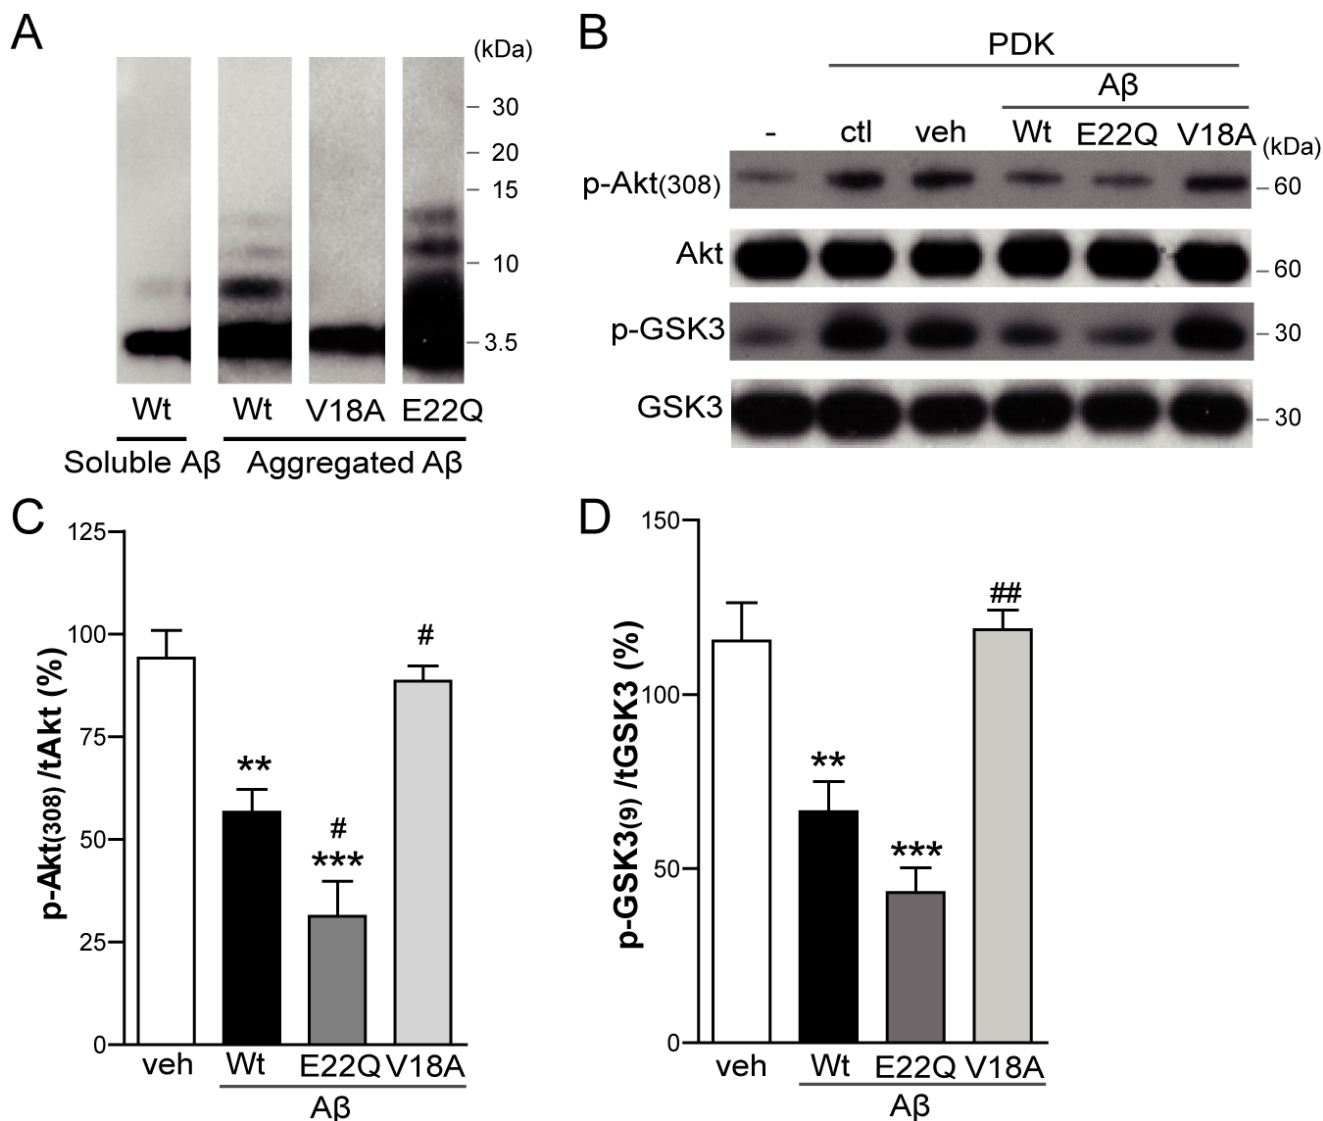 A
(kDa)
30
20
15
10
3.5
Wt
Wt
V18A
E22Q
Soluble Aβ
Aggregated Aβ
B
PDK
Aβ
-
ctl
veh
Wt
E22Q
V18A
(kDa)
p-Akt(308)
60
Akt
60
p-GSK3
30
GSK3
30
C
p-Akt(308) /tAkt (%)
125
100
75
50
25
0
**
#
***
#
veh
Wt
E22Q
V18A
Aβ
D
p-GSK3(9) /tGSK3 (%)
150
100
50
0
**
***
##
veh
Wt
E22Q
V18A
Aβ